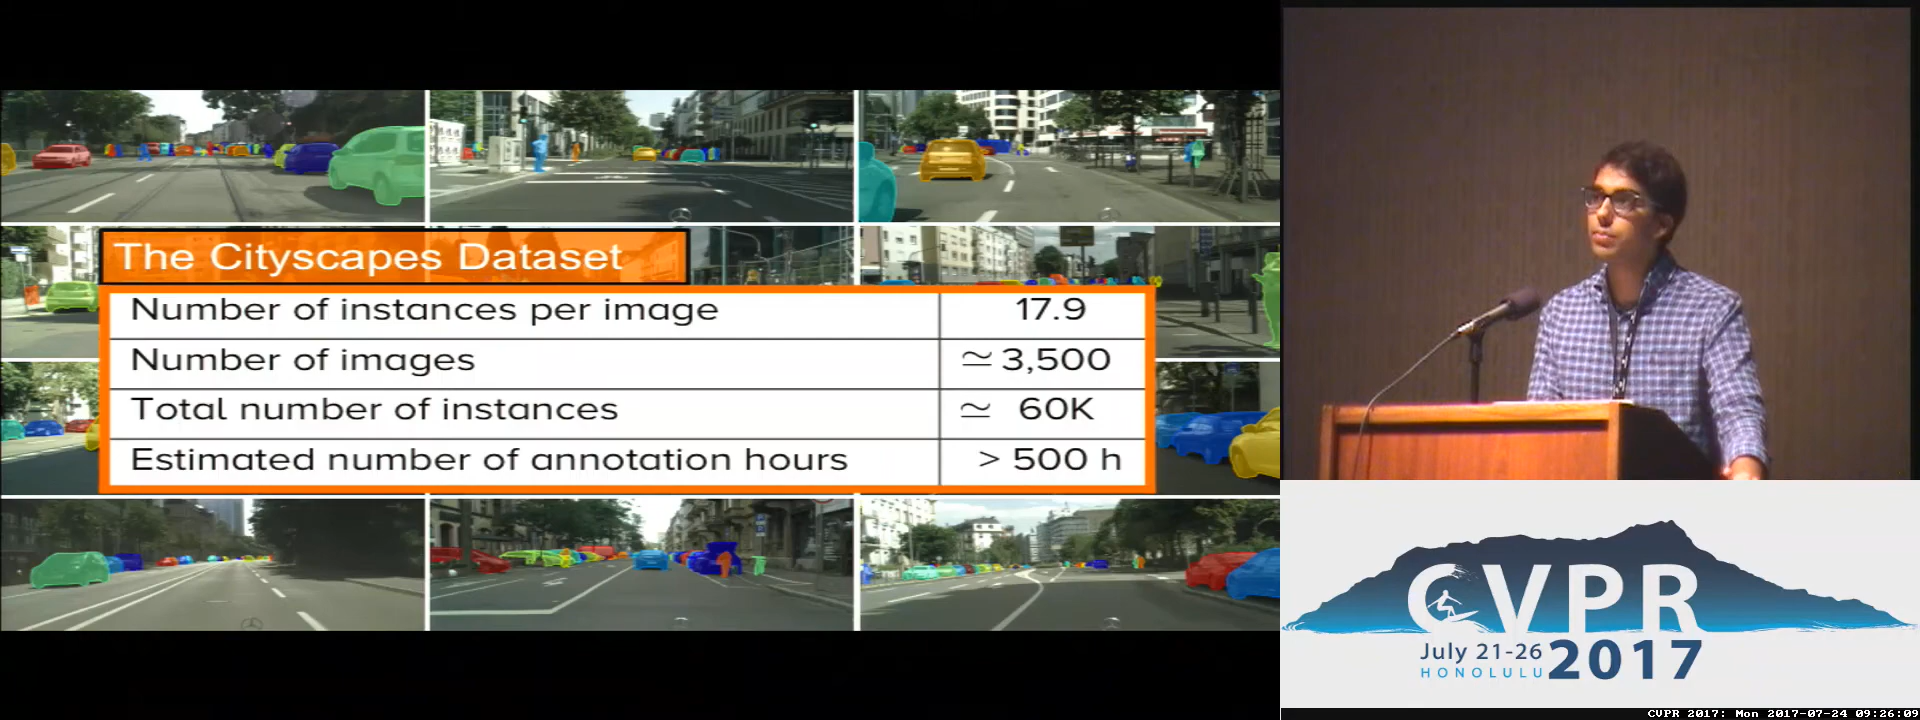 The Cityscapes Dataset
Number of instances per image 17.9
Number of images ≃ 3,500
Total number of instances ≃ 60K
Estimated number of annotation hours > 500 h
CVPR
July 21-26
HONOLULU
2017
CVPR 2017: Mon 2017-07-24 09:26:09